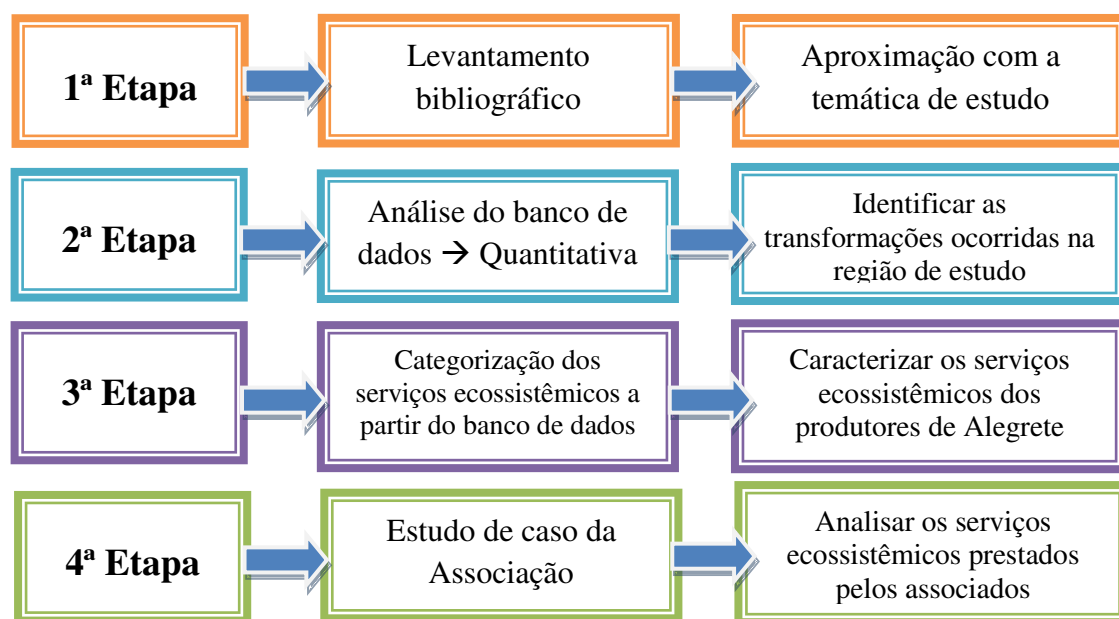 1ª Etapa
Levantamento
bibliográfico
Aproximação com a
temática de estudo
2ª Etapa
Análise do banco de
dados → Quantitativa
Identificar as
transformações ocorridas na
região de estudo
3ª Etapa
Categorização dos
serviços ecossistêmicos a
partir do banco de dados
Caracterizar os serviços
ecossistêmicos dos
produtores de Alegrete
4ª Etapa
Estudo de caso da
Associação
Analisar os serviços
ecossistêmicos prestados
pelos associados